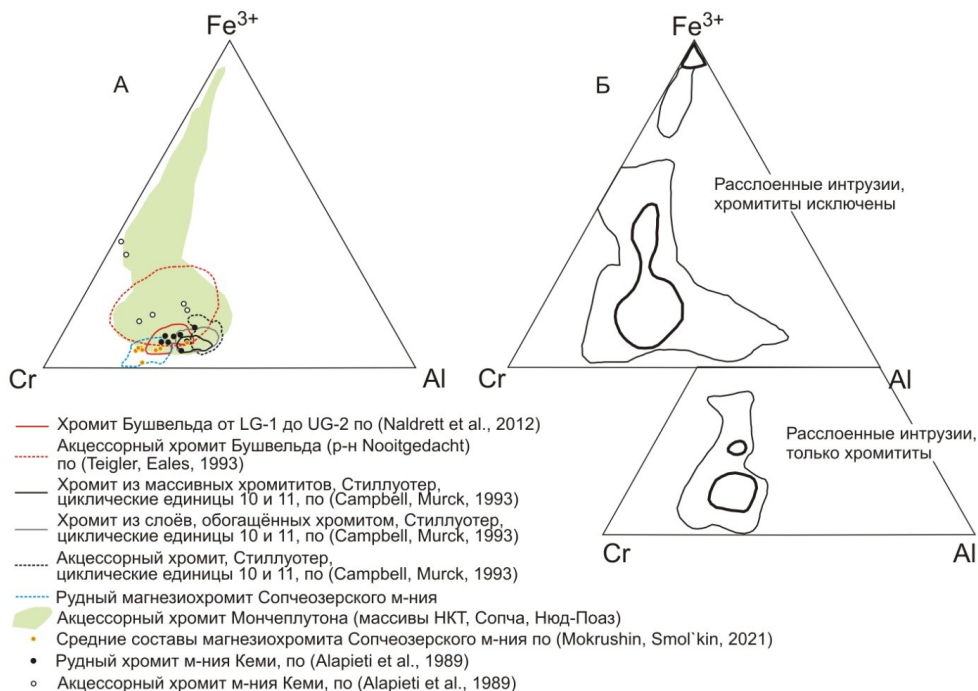 Fe3+
А
Cr
Al
Fe3+
Б
Расслоенные интрузии,
хромититы исключены
Cr
Al
Расслоенные интрузии,
только хромититы
Cr
Al
Хромит Бушвельда от LG-1 до UG-2 по (Naldrett et al., 2012)
Акцессорный хромит Бушвельда (р-н Nooitgedacht)
по (Teigler, Eales, 1993)
Хромит из массивных хромититов, Стиллуотер,
циклические единицы 10 и 11, по (Campbell, Murck, 1993)
Хромит из слоёв, обогащённых хромитом, Стиллуотер,
циклические единицы 10 и 11, по (Campbell, Murck, 1993)
Акцессорный хромит, Стиллуотер,
циклические единицы 10 и 11, по (Campbell, Murck, 1993)
Рудный магнезиохромит Сопчеозерского м-ния
Акцессорный хромит Мончеплутона (массивы НКТ, Сопча, Нюд-Поаз)
Средние составы магнезиохромита Сопчеозерского м-ния по (Mokrushin, Smol`kin, 2021)
Рудный хромит м-ния Кеми, по (Alapieti et al., 1989)
Акцессорный хромит м-ния Кеми, по (Alapieti et al., 1989)